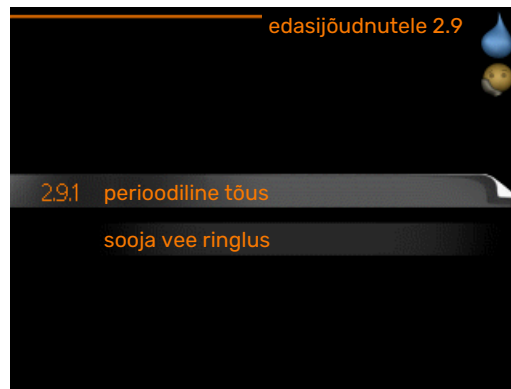 edasijõudnutele 2.9
2.9.1 perioodiline tõus
sooja vee ringlus